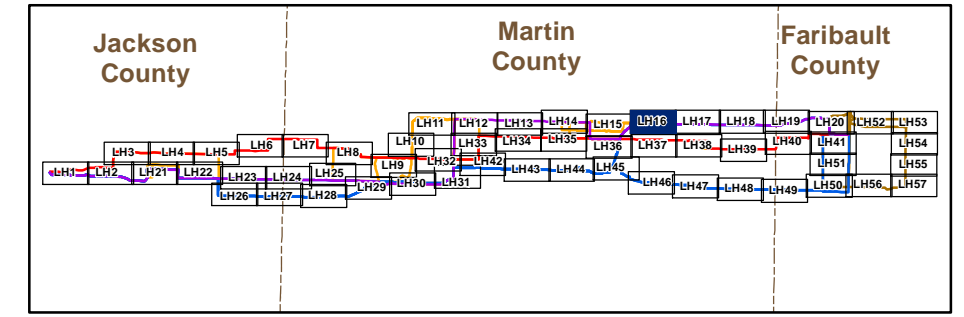 Jackson
County
Martin
County
Faribault
County
LH11 LH12 LH13 LH14 LH15 LH16 LH17 LH18 LH19 LH20 LH52 LH53
LH3 LH4 LH5 LH6 LH7 LH8 LH10 LH33 LH34 LH35 LH36 LH37 LH38 LH39 LH40 LH41 LH54
LH1 LH2 LH21 LH22 LH23 LH24 LH25 LH9 LH32 LH42 LH43 LH44 LH45 LH51 LH55
LH26 LH27 LH28 LH29 LH30 LH31 LH46 LH47 LH48 LH49 LH50 LH56 LH57